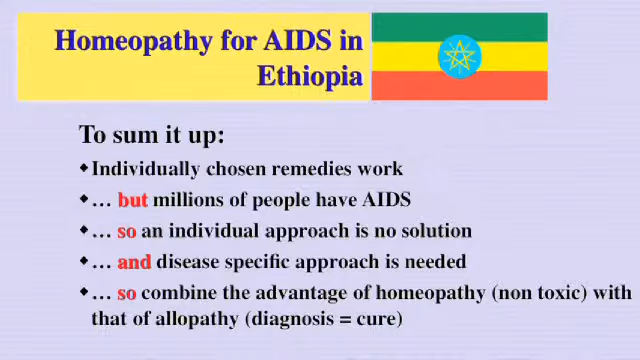 Homeopathy for AIDS in
Ethiopia
To sum it up:
◆Individually chosen remedies work
◆… but millions of people have AIDS
◆… so an individual approach is no solution
◆… and disease specific approach is needed
◆… so combine the advantage of homeopathy (non toxic) with
that of allopathy (diagnosis = cure)